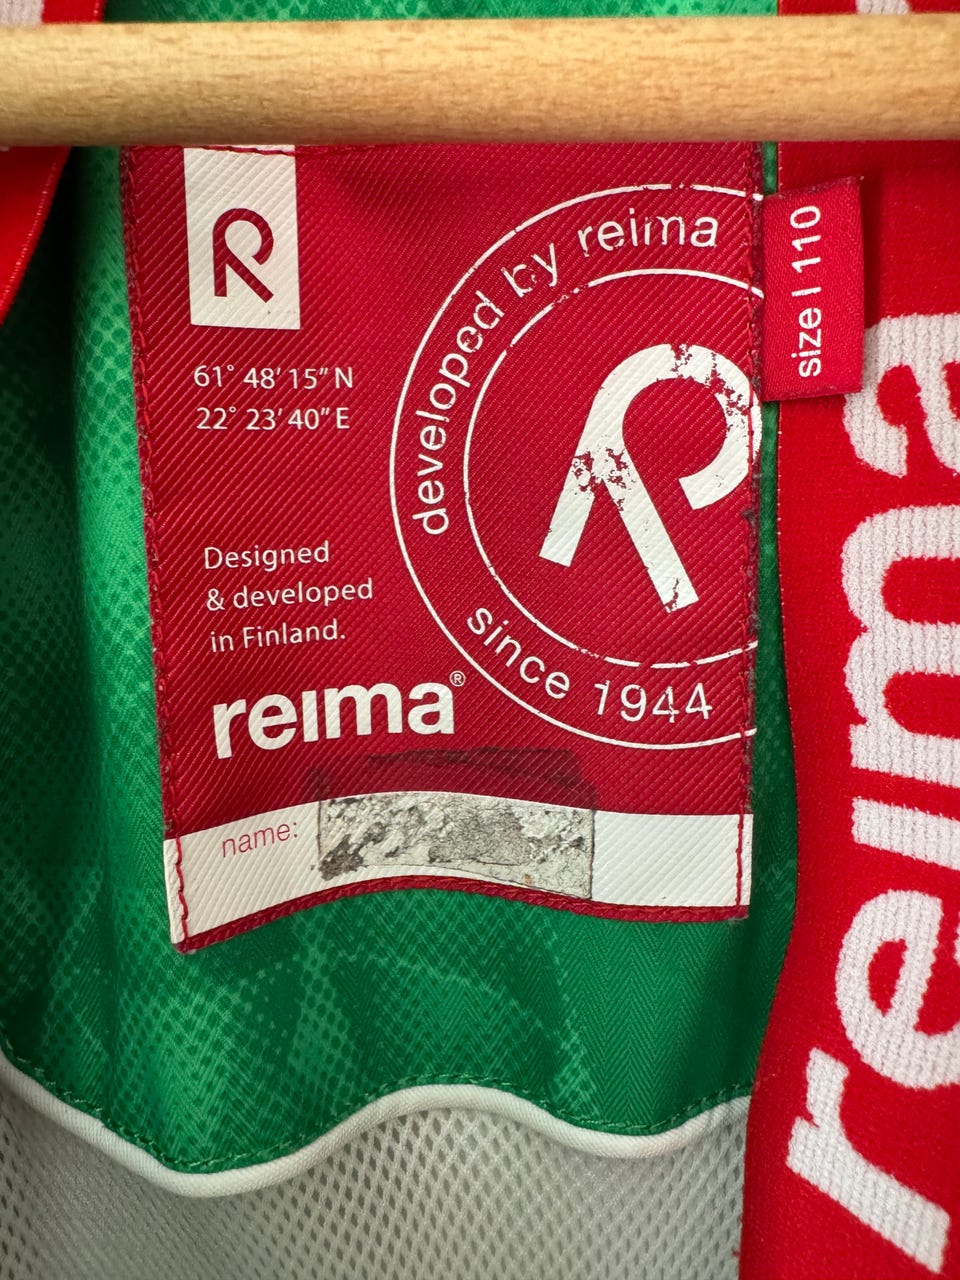 R
61° 48' 15" N
22° 23' 40" E
Designed
& developed
in Finland.
reima®
name:
developed by reima
R
since 1944
size | 110
reima